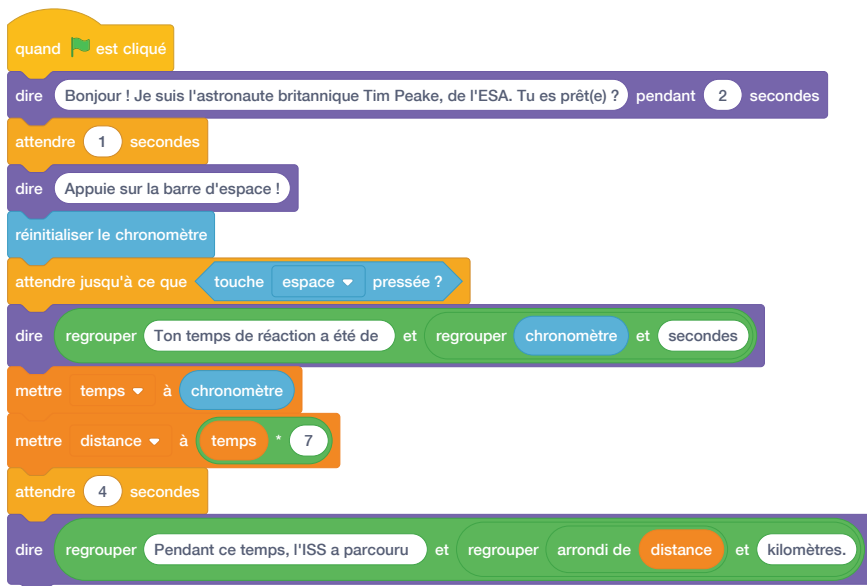 quand est cliqué
dire Bonjour ! Je suis l'astronaute britannique Tim Peake, de l'ESA. Tu es prêt(e) ? pendant 2 secondes
attendre 1 secondes
dire Appuie sur la barre d'espace !
réinitialiser le chronomètre
attendre jusqu'à ce que touche espace pressée ?
dire regrouper Ton temps de réaction a été de et regrouper chronomètre et secondes
mettre temps à chronomètre
mettre distance à temps * 7
attendre 4 secondes
dire regrouper Pendant ce temps, l'ISS a parcouru et regrouper arrondi de distance et kilomètres.